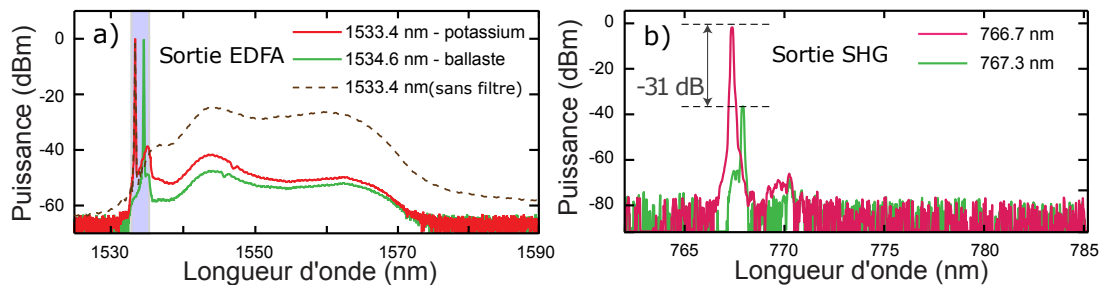 a)
Sortie EDFA
1533.4 nm - potassium
1534.6 nm - ballaste
1533.4 nm(sans filtre)
Puissance (dBm)
0
-20
-40
-60
1530
1550
1570
1590
Longueur d'onde (nm)
b)
Sortie SHG
766.7 nm
767.3 nm
-31 dB
Puissance (dBm)
0
-20
-40
-60
-80
765
770
775
780
785
Longueur d'onde (nm)